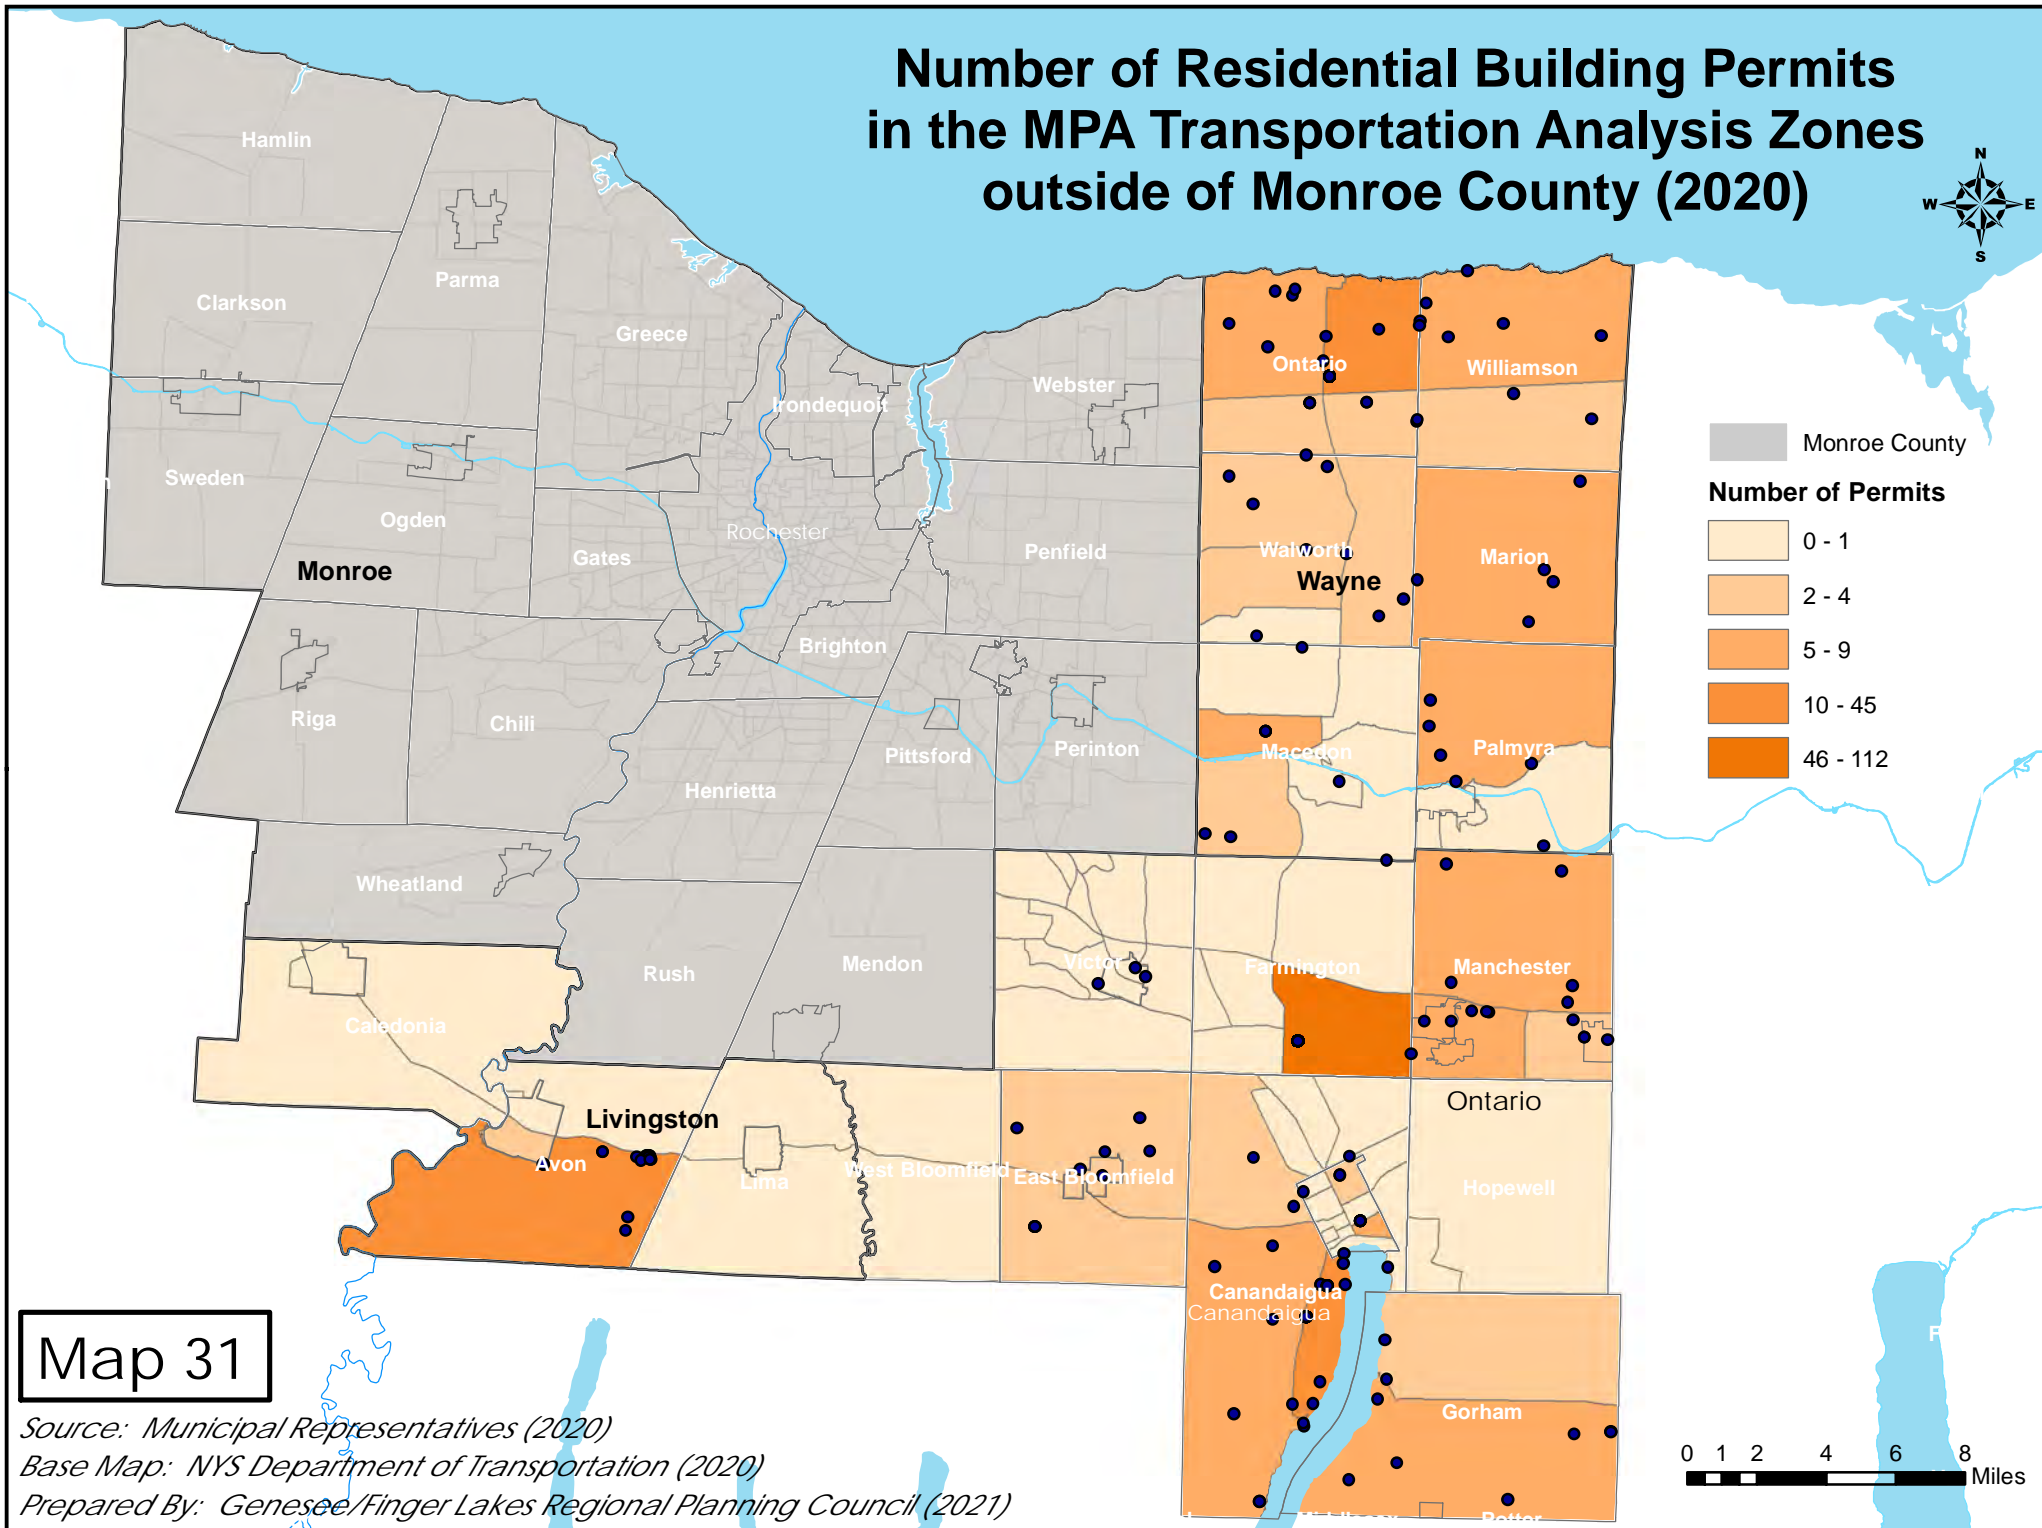 Number of Residential Building Permits
in the MPA Transportation Analysis Zones
outside of Monroe County (2020)
N
W
E
S
Hamlin
Parma
Clarkson
Greece
Webster
Irondequoit
Ontario
Williamson
Sweden
Ogden
Rochester
Gates
Penfield
Monroe
Walworth
Wayne
Marion
Brighton
Riga
Chili
Pittsford
Perinton
Macedon
Palmyra
Henrietta
Wheatland
Rush
Mendon
Victor
Farmington
Manchester
Caledonia
Livingston
Ontario
Avon
Lima
West Bloomfield
East Bloomfield
Hopewell
Canandaigua
Canandaigua
Gorham
Middlesex
Potter
Monroe County
Number of Permits
0 - 1
2 - 4
5 - 9
10 - 45
46 - 112
Map 31
Source: Municipal Representatives (2020)
Base Map: NYS Department of Transportation (2020)
Prepared By: Genesee/Finger Lakes Regional Planning Council (2021)
0 1 2 4 6 8
Miles